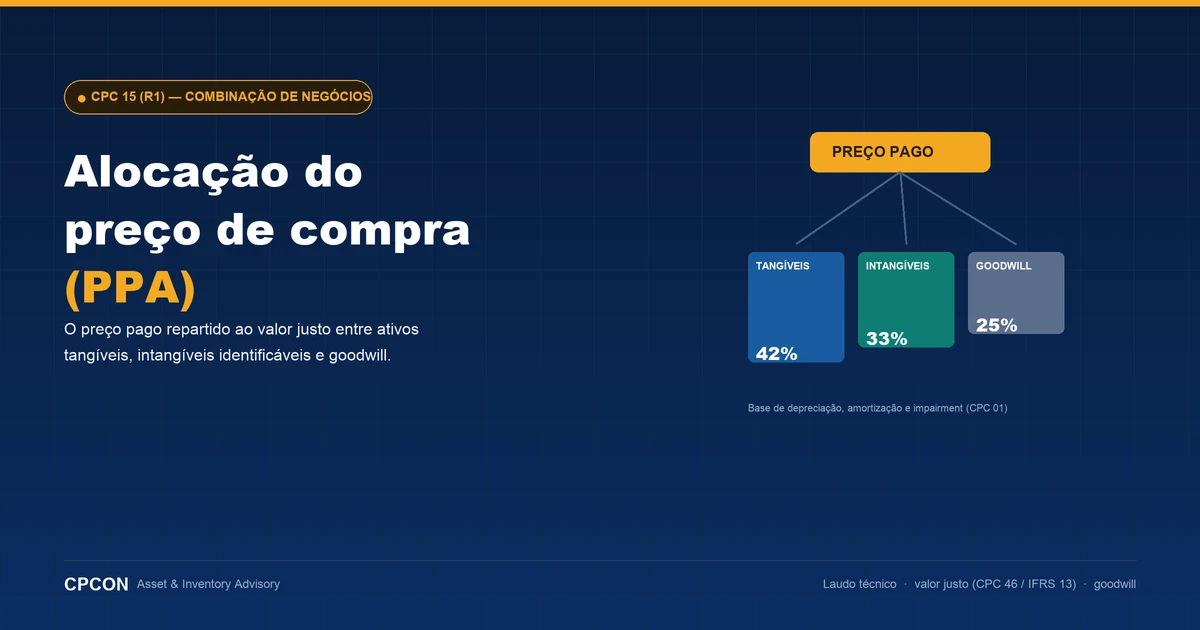 CPC 15 (R1) — COMBINAÇÃO DE NEGÓCIOS
Alocação do
preço de compra
(PPA)
O preço pago repartido ao valor justo entre ativos
tangíveis, intangíveis identificáveis e goodwill.
PREÇO PAGO
TANGÍVEIS
42%
INTANGÍVEIS
33%
GOODWILL
25%
Base de depreciação, amortização e impairment (CPC 01)
CPCON Asset & Inventory Advisory
Laudo técnico · valor justo (CPC 46 / IFRS 13) · goodwill